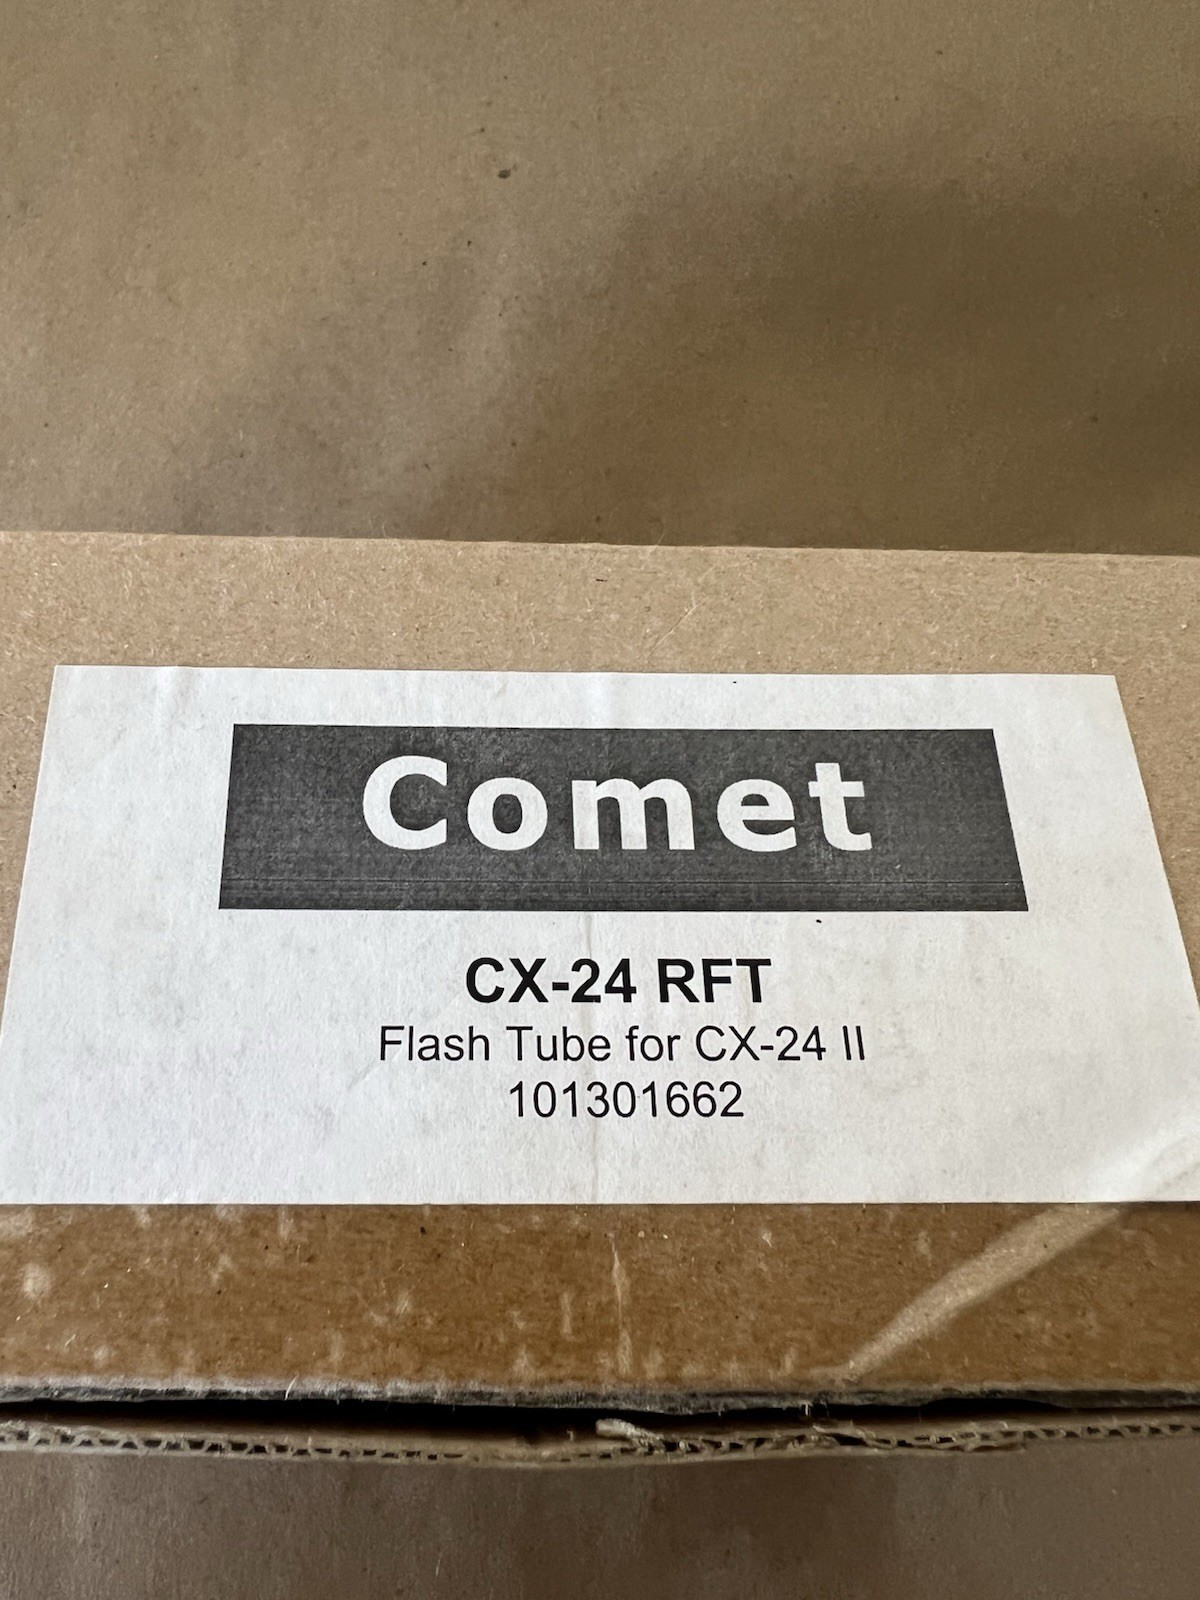 Comet
CX-24 RFT
Flash Tube for CX-24 II
101301662